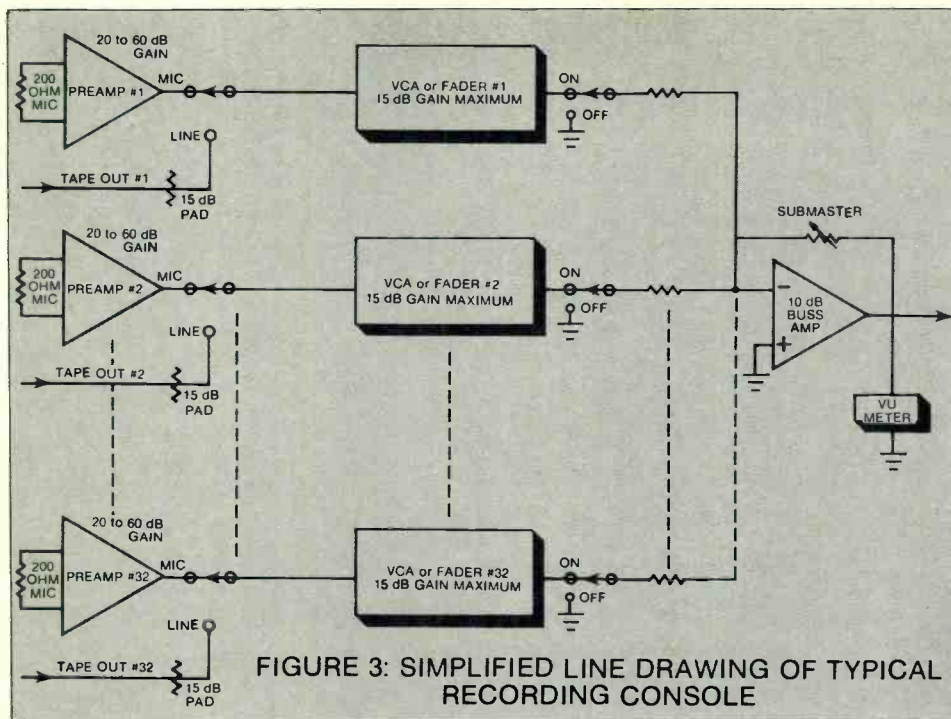 20 to 60 dB
GAIN
200
OHM
MIC
PREAMP #1
MIC
LINE
TAPE OUT #1
15 dB
PAD
VCA or FADER #1
15 dB GAIN MAXIMUM
ON
OFF
20 to 60 dB
GAIN
200
OHM
MIC
PREAMP #2
MIC
LINE
TAPE OUT #2
15 dB
PAD
VCA or FADER #2
15 dB GAIN MAXIMUM
ON
OFF
SUBMASTER
-
10 dB
BUSS
AMP
+
VU
METER
20 to 60 dB
GAIN
200
OHM
MIC
PREAMP #32
MIC
LINE
TAPE OUT #32
15 dB
PAD
VCA or FADER #32
15 dB GAIN MAXIMUM
ON
OFF
FIGURE 3: SIMPLIFIED LINE DRAWING OF TYPICAL
RECORDING CONSOLE